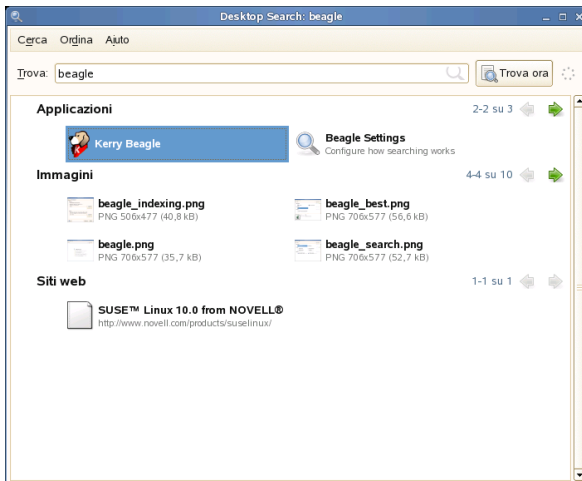 Desktop Search: beagle
Cerca Ordina Aiuto
Trova: beagle Trova ora
Applicazioni 2-2 su 3
Kerry Beagle
Beagle Settings
Configure how searching works
Immagini 4-4 su 10
beagle_indexing.png
PNG 506x477 (40,8 kB)
beagle_best.png
PNG 706x577 (56,6 kB)
beagle.png
PNG 706x577 (35,7 kB)
beagle_search.png
PNG 706x577 (52,7 kB)
Siti web 1-1 su 1
SUSE™ Linux 10.0 from NOVELL®
http://www.novell.com/products/suselinux/